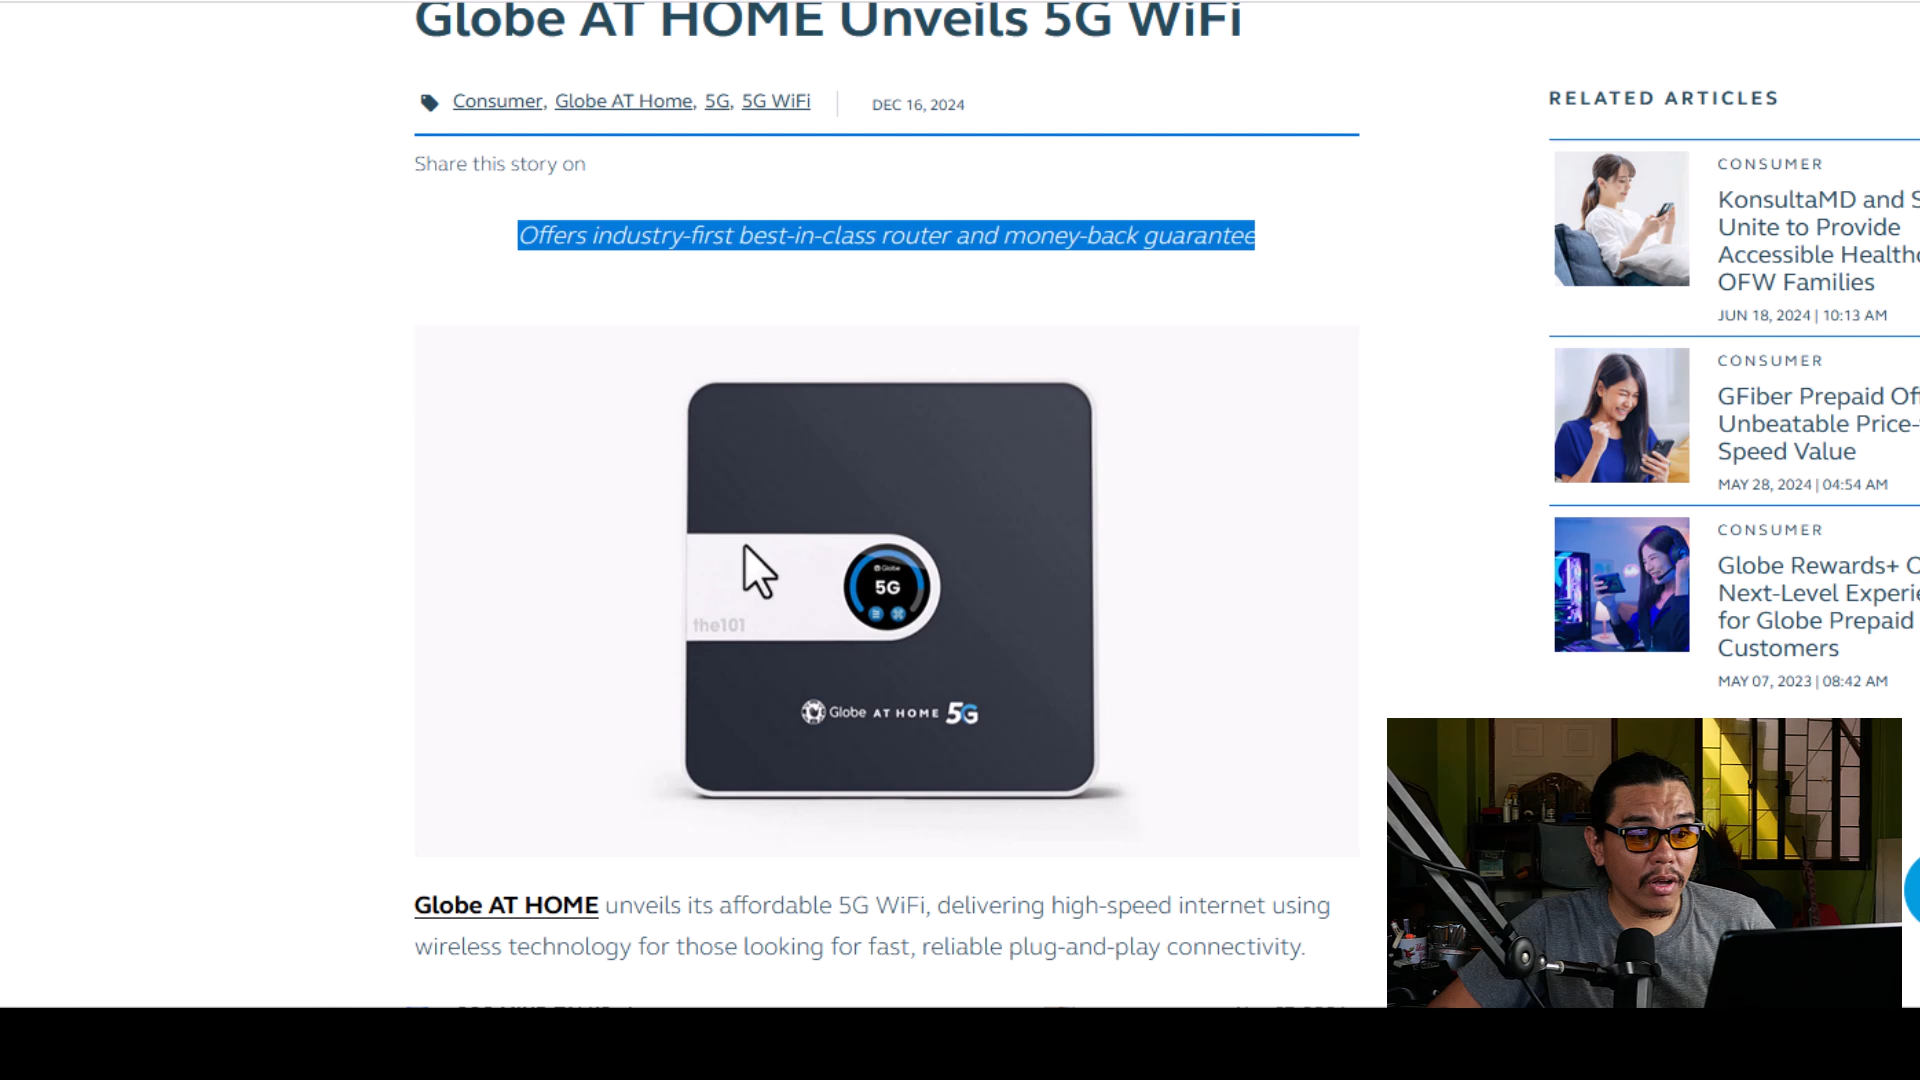 Globe AT HOME Unveils 5G WiFi
Consumer, Globe AT Home, 5G, 5G WiFi
DEC 16, 2024
Share this story on
Offers industry-first best-in-class router and money-back guarantee
Globe
5G
the101
Globe AT HOME 5G
Globe AT HOME unveils its affordable 5G WiFi, delivering high-speed internet using
wireless technology for those looking for fast, reliable plug-and-play connectivity.
RELATED ARTICLES
CONSUMER
KonsultaMD and
Unite to Provide
Accessible
OFW Families
JUN 18, 2024 | 10:13 AM
CONSUMER
GFiber Prepaid
Unbeatable
Speed Value
MAY 28, 2024 | 04:54 AM
CONSUMER
Globe Rewards+
Next-Level
for Globe Prepaid
Customers
MAY 07, 2023 | 08:42 AM